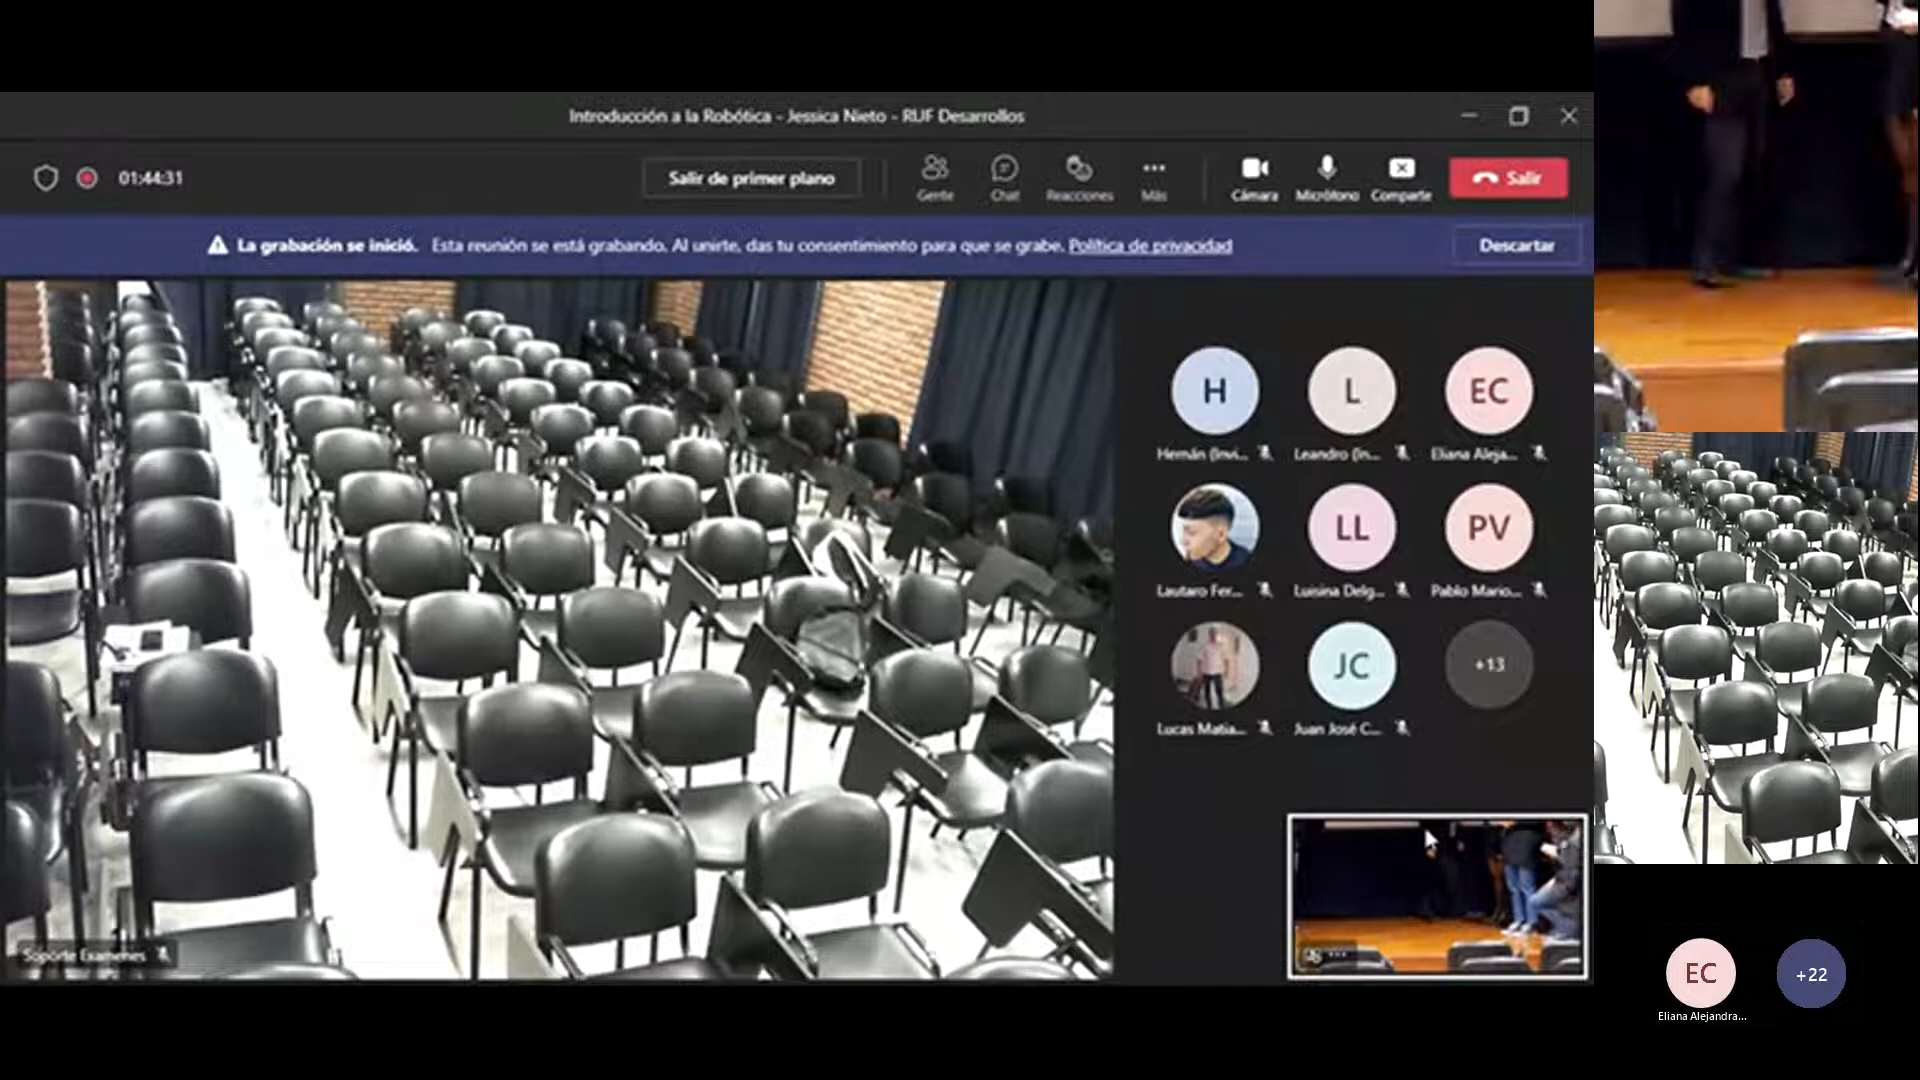 Introducción a la Robótica - Jessica Nieto - RUF Desarrollos
01:44:31
Salir de primer plano
Gente
Chat
Reacciones
Más
Cámara
Micrófono
Comparte
Salir
La grabación se inició. Esta reunión se está grabando. Al unirte, das tu consentimiento para que se grabe. Política de privacidad
Descartar
H
L
EC
Hernán (Invi...
Leandro (In...
Eliana Aleja...
LL
PV
Lautaro Fer...
Luisina Delg...
Pablo Mario...
JC
+13
Lucas Matia...
Juan José C...
Soporte Examenes
EC
+22
Eliana Alejandra...